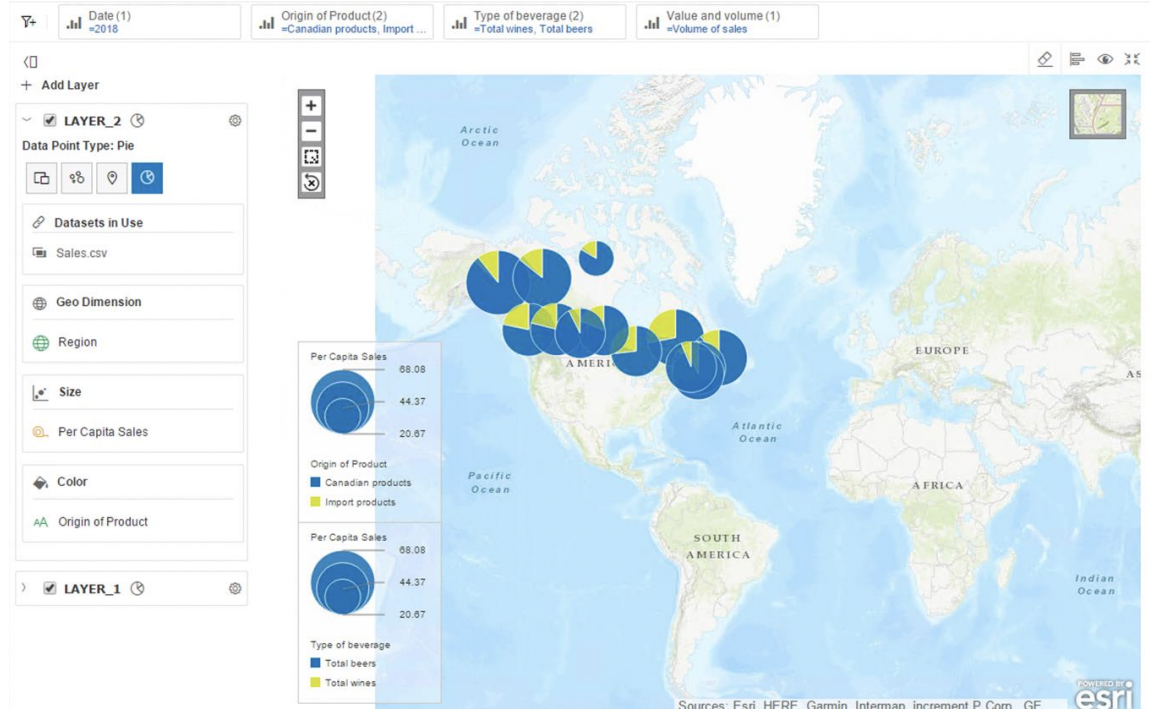 Date (1)
=2018
Origin of Product (2)
=Canadian products, Import ...
Type of beverage (2)
=Total wines, Total beers
Value and volume (1)
=Volume of sales
+ Add Layer
LAYER_2
Data Point Type: Pie
Datasets in Use
Sales.csv
Geo Dimension
Region
Size
Per Capita Sales
Color
AA Origin of Product
LAYER_1
+
−
Per Capita Sales
68.08
44.37
20.67
Origin of Product
Canadian products
Import products
Per Capita Sales
68.08
44.37
20.67
Type of beverage
Total beers
Total wines
Arctic
Ocean
AMERI
EUROPE
AS
Atlantic
Ocean
Pacific
Ocean
AFRICA
SOUTH
AMERICA
Indian
Ocean
POWERED BY
esri
Sources: Esri, HERE, Garmin, Intermap, increment P Corp., GE